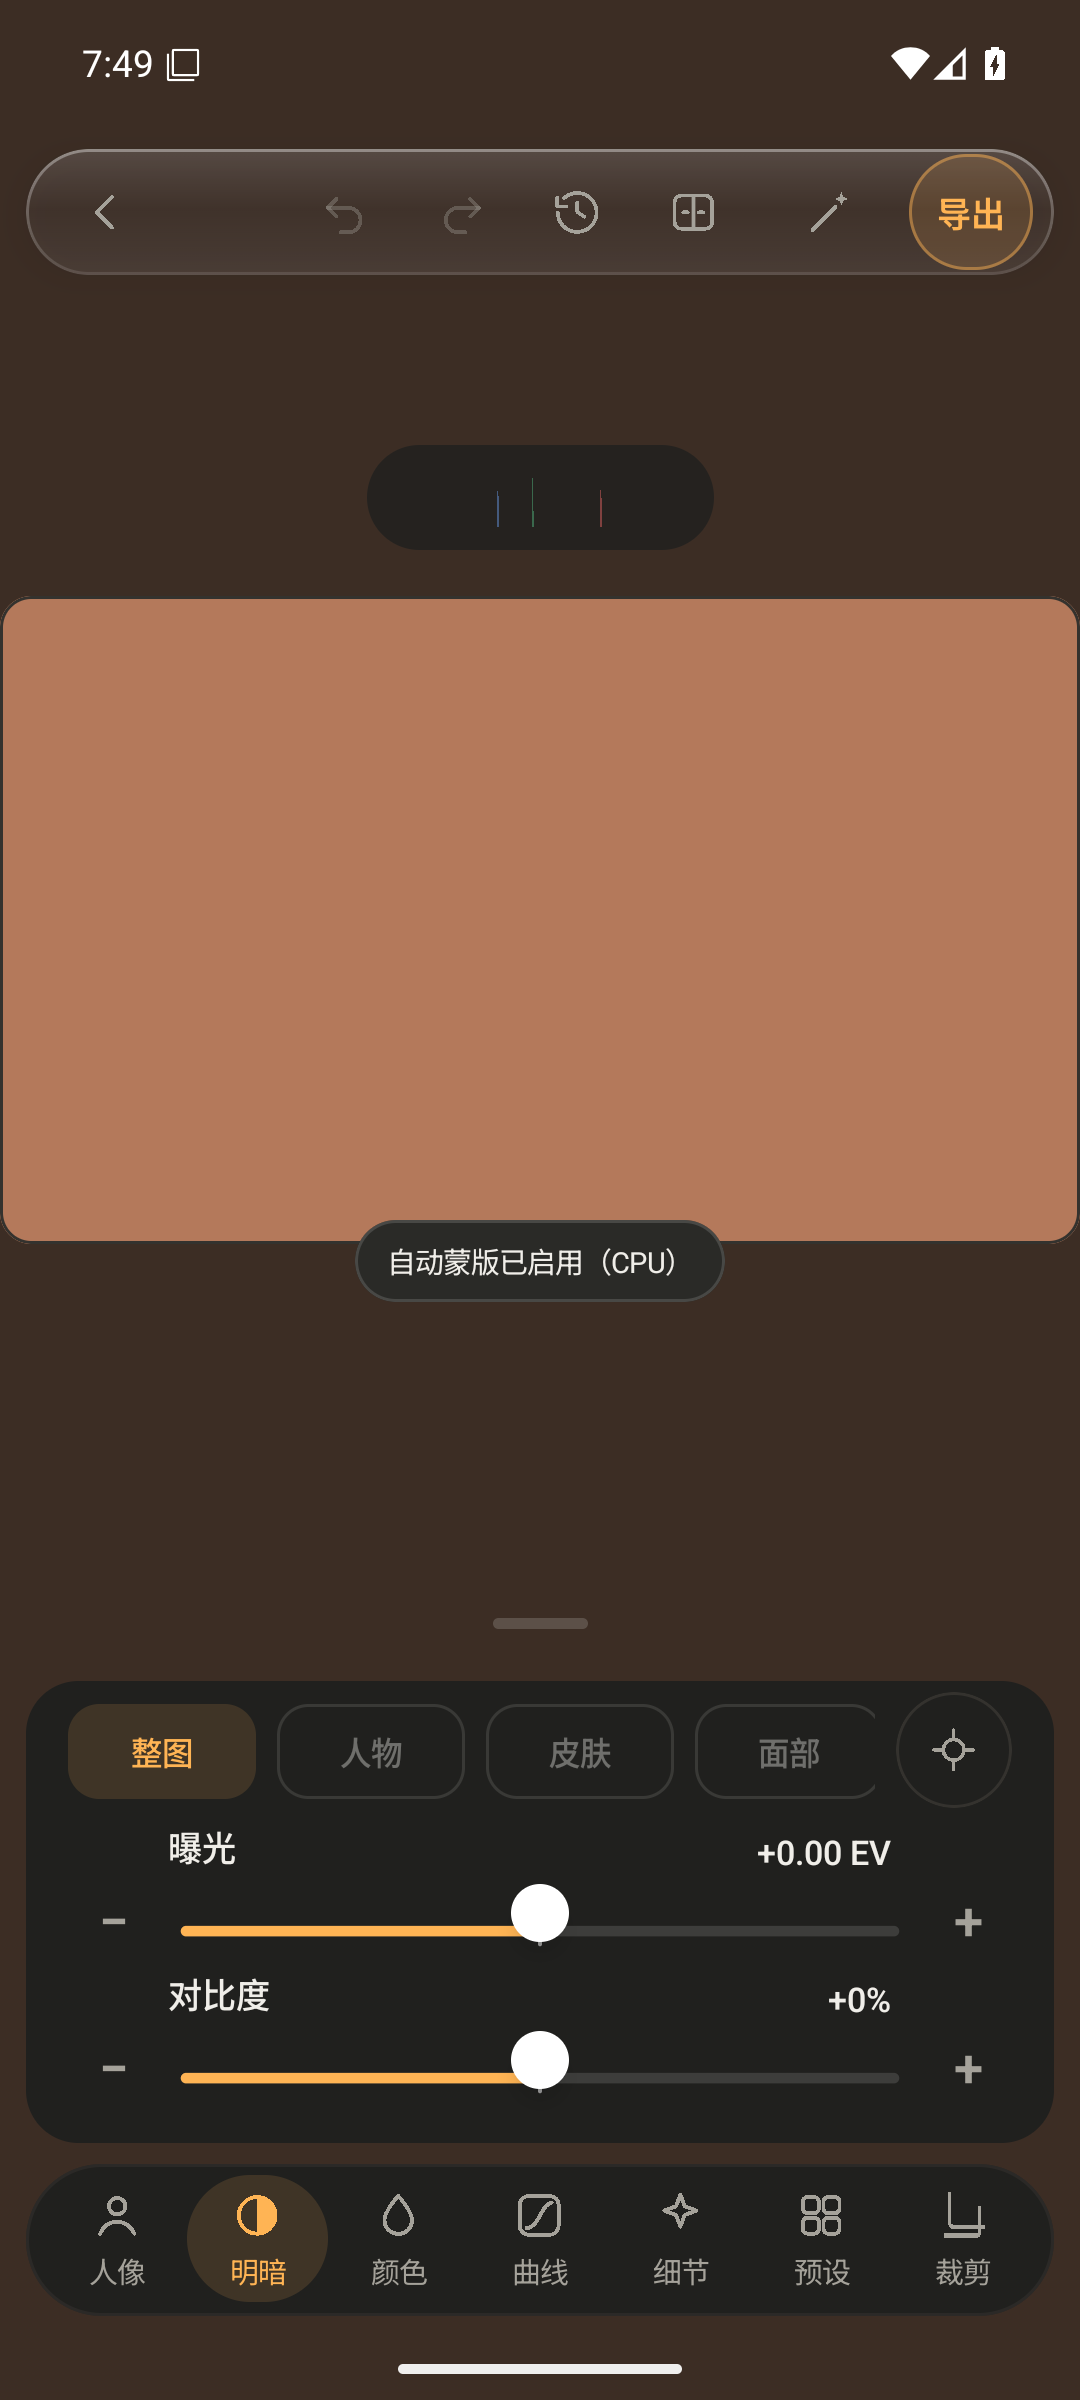 7:49
导出
自动蒙版已启用（CPU）
整图
人物
皮肤
面部
曝光
+0.00 EV
−
+
对比度
+0%
−
+
人像
明暗
颜色
曲线
细节
预设
裁剪